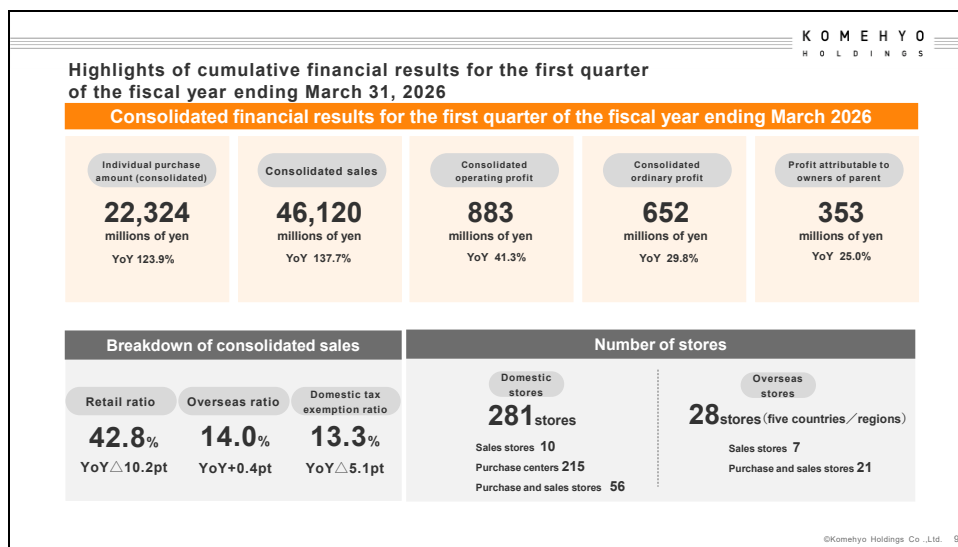 K O M E H Y O
H O L D I N G S
Highlights of cumulative financial results for the first quarter
of the fiscal year ending March 31, 2026
Consolidated financial results for the first quarter of the fiscal year ending March 2026
Individual purchase
amount (consolidated)
22,324
millions of yen
YoY 123.9%
Consolidated sales
46,120
millions of yen
YoY 137.7%
Consolidated
operating profit
883
millions of yen
YoY 41.3%
Consolidated
ordinary profit
652
millions of yen
YoY 29.8%
Profit attributable to
owners of parent
353
millions of yen
YoY 25.0%
Breakdown of consolidated sales
Retail ratio
42.8%
YoY△10.2pt
Overseas ratio
14.0%
YoY+0.4pt
Domestic tax
exemption ratio
13.3%
YoY△5.1pt
Number of stores
Domestic
stores
281stores
Sales stores 10
Purchase centers 215
Purchase and sales stores 56
Overseas
stores
28stores（five countries／regions）
Sales stores 7
Purchase and sales stores 21
©Komehyo Holdings Co .,Ltd. 9